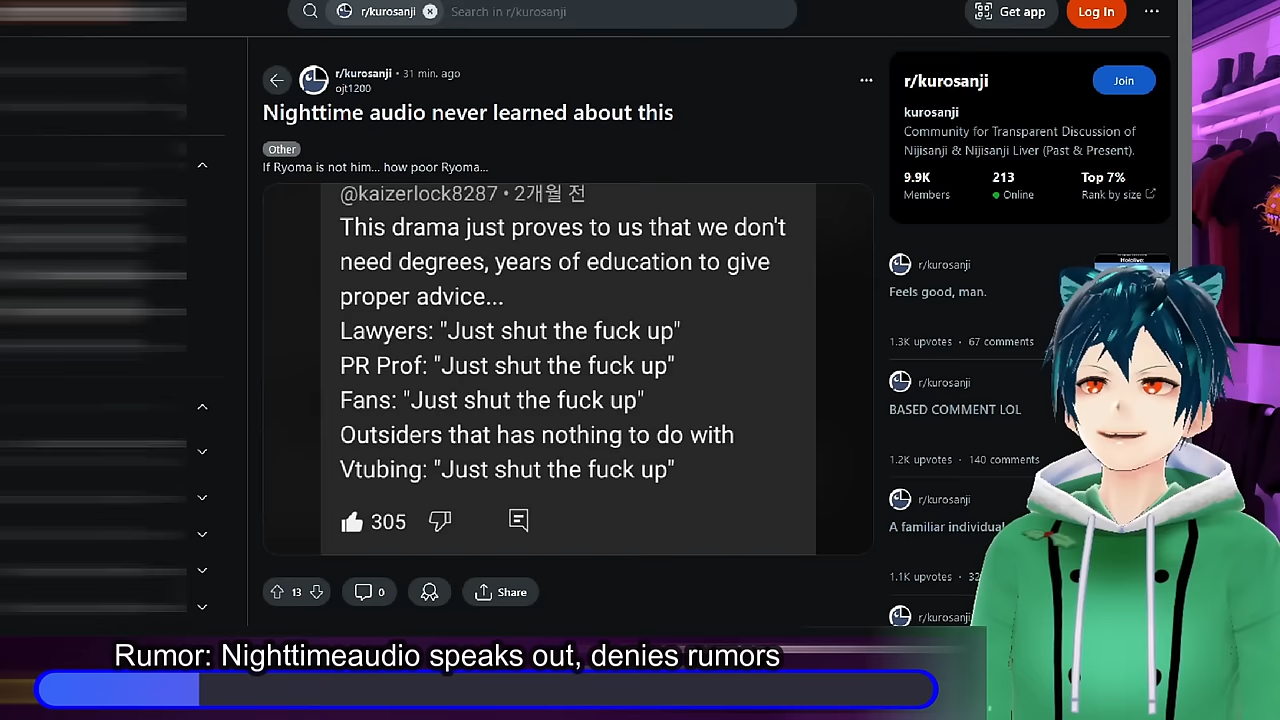 r/kurosanji
Search in r/kurosanji
Get app
Log In
r/kurosanji • 31 min. ago
ojt1200
Nighttime audio never learned about this
Other
If Ryoma is not him... how poor Ryoma...
@kaizerlock8287 • 2개월 전
This drama just proves to us that we don't
need degrees, years of education to give
proper advice...
Lawyers: "Just shut the fuck up"
PR Prof: "Just shut the fuck up"
Fans: "Just shut the fuck up"
Outsiders that has nothing to do with
Vtubing: "Just shut the fuck up"
305
13
0
Share
r/kurosanji
Join
kurosanji
Community for Transparent Discussion of
Nijisanji & Nijisanji Liver (Past & Present).
9.9K
213
Top 7%
Members
Online
Rank by size
r/kurosanji
Feels good, man.
1.3K upvotes · 67 comments
r/kurosanji
BASED COMMENT LOL
1.2K upvotes · 140 comments
r/kurosanji
A familiar individual
1.1K upvotes · 32
r/kurosanji
Rumor: Nighttimeaudio speaks out, denies rumors